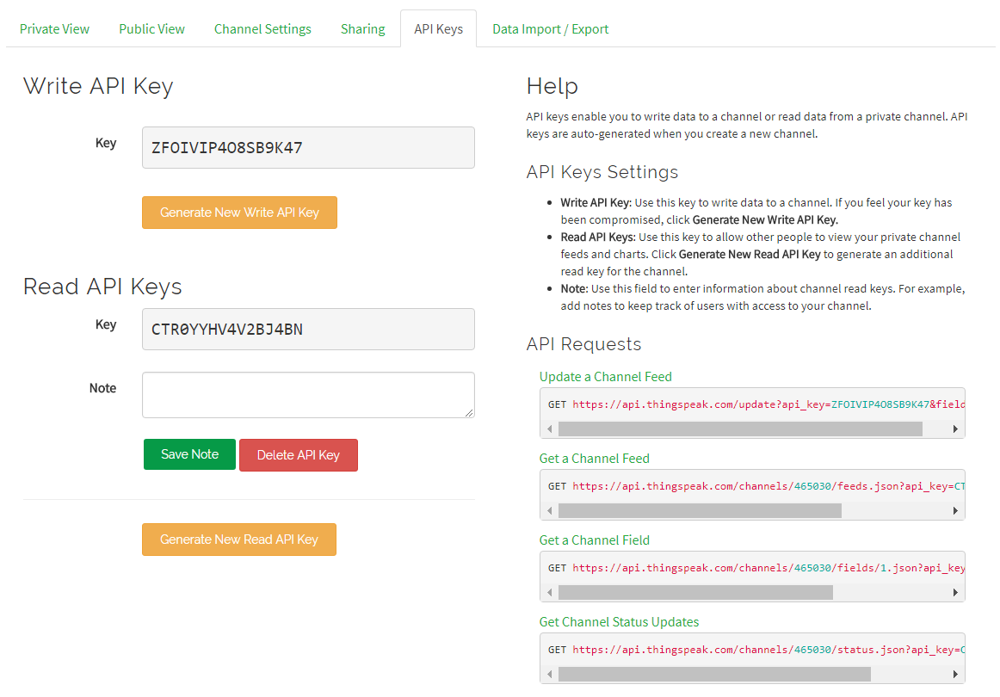 Private View
Public View
Channel Settings
Sharing
API Keys
Data Import / Export
Write API Key
Key
ZFOIVIP4O8SB9K47
Generate New Write API Key
Read API Keys
Key
CTR0YYHV4V2BJ4BN
Note
Save Note
Delete API Key
Generate New Read API Key
Help
API keys enable you to write data to a channel or read data from a private channel. API
keys are auto-generated when you create a new channel.
API Keys Settings
• Write API Key: Use this key to write data to a channel. If you feel your key has
been compromised, click Generate New Write API Key.
• Read API Keys: Use this key to allow other people to view your private channel
feeds and charts. Click Generate New Read API Key to generate an additional
read key for the channel.
• Note: Use this field to enter information about channel read keys. For example,
add notes to keep track of users with access to your channel.
API Requests
Update a Channel Feed
GET https://api.thingspeak.com/update?api_key=ZFOIVIP4O8SB9K47&field
Get a Channel Feed
GET https://api.thingspeak.com/channels/465030/feeds.json?api_key=CT
Get a Channel Field
GET https://api.thingspeak.com/channels/465030/fields/1.json?api_key
Get Channel Status Updates
GET https://api.thingspeak.com/channels/465030/status.json?api_key=C